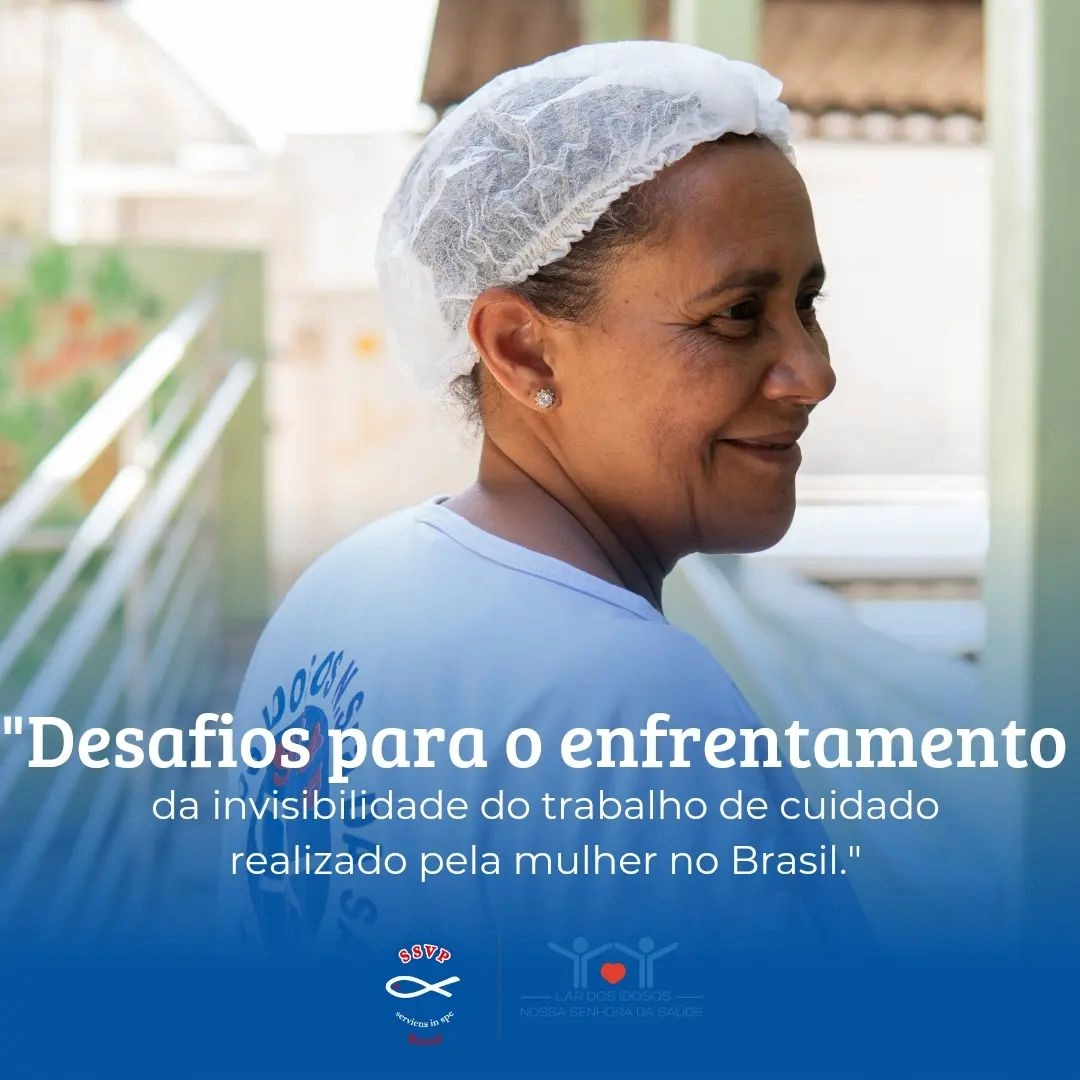 "Desafios para o enfrentamento
da invisibilidade do trabalho de cuidado
realizado pela mulher no Brasil."
SSVP
serviens in spe
Brasil
LAR DOS IDOSOS
NOSSA SENHORA DA SAÚDE